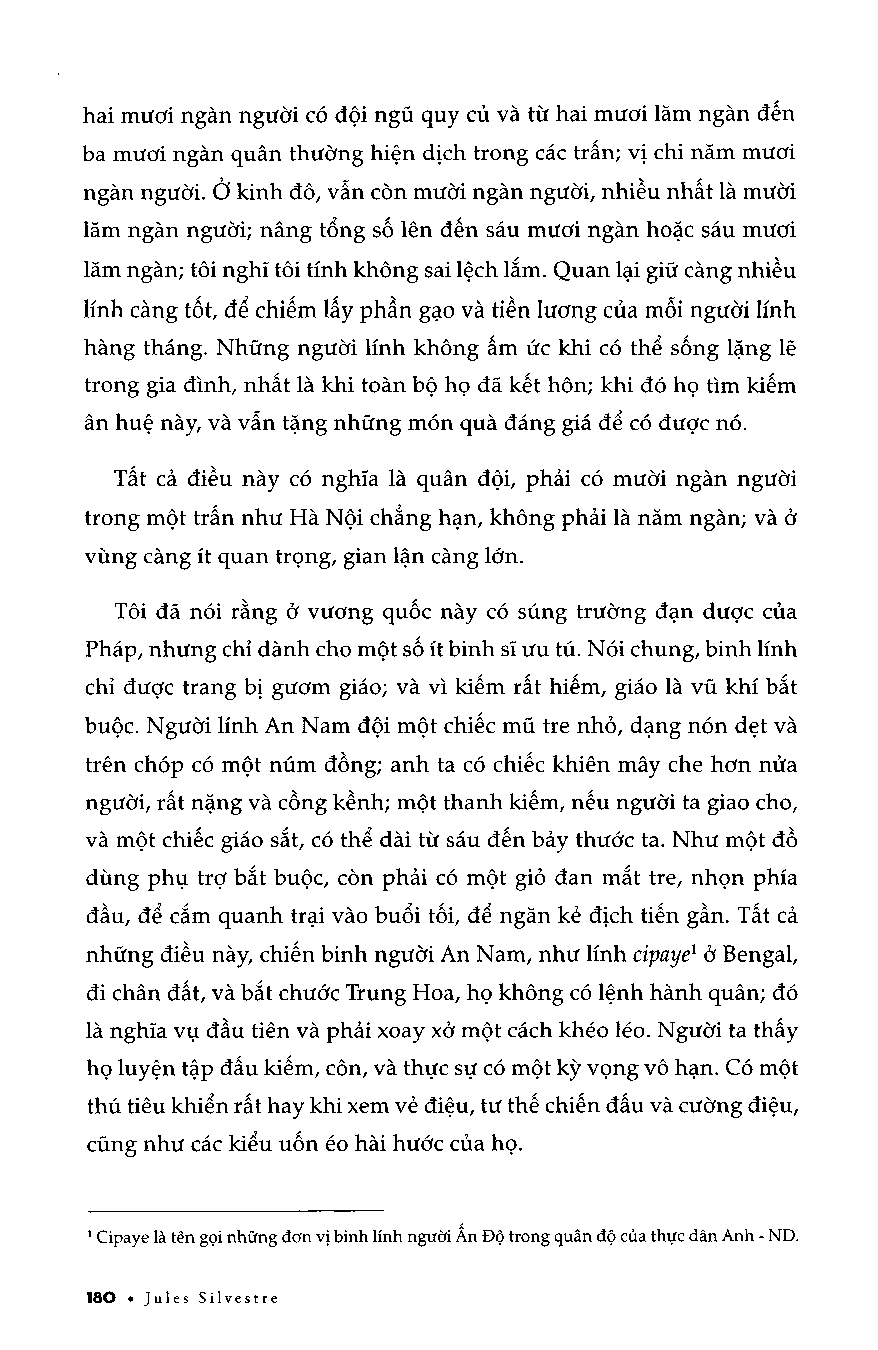 hai mươi ngàn người có đội ngũ quy củ và từ hai mươi lăm ngàn đến
ba mươi ngàn quân thường hiện dịch trong các trấn; vị chi năm mươi
ngàn người. Ở kinh đô, vẫn còn mười ngàn người, nhiều nhất là mười
lăm ngàn người; nâng tổng số lên đến sáu mươi ngàn hoặc sáu mươi
lăm ngàn; tôi nghĩ tôi tính không sai lệch lắm. Quan lại giữ càng nhiều
lính càng tốt, để chiếm lấy phần gạo và tiền lương của mỗi người lính
hàng tháng. Những người lính không ấm ức khi có thể sống lặng lẽ
trong gia đình, nhất là khi toàn bộ họ đã kết hôn; khi đó họ tìm kiếm
ân huệ này, và vẫn tặng những món quà đáng giá để có được nó.
Tất cả điều này có nghĩa là quân đội, phải có mười ngàn người
trong một trấn như Hà Nội chẳng hạn, không phải là năm ngàn; và ở
vùng càng ít quan trọng, gian lận càng lớn.
Tôi đã nói rằng ở vương quốc này có súng trường đạn dược của
Pháp, nhưng chỉ dành cho một số ít binh sĩ ưu tú. Nói chung, binh lính
chỉ được trang bị gươm giáo; và vì kiếm rất hiếm, giáo là vũ khí bắt
buộc. Người lính An Nam đội một chiếc mũ tre nhỏ, dạng nón dẹt và
trên chóp có một núm đồng; anh ta có chiếc khiên mây che hơn nửa
người, rất nặng và cồng kềnh; một thanh kiếm, nếu người ta giao cho,
và một chiếc giáo sắt, có thể dài từ sáu đến bảy thước ta. Như một đồ
dùng phụ trợ bắt buộc, còn phải có một giỏ đan mắt tre, nhọn phía
đầu, để cắm quanh trại vào buổi tối, để ngăn kẻ địch tiến gần. Tất cả
những điều này, chiến binh người An Nam, như lính cipaye¹ ở Bengal,
đi chân đất, và bắt chước Trung Hoa, họ không có lệnh hành quân; đó
là nghĩa vụ đầu tiên và phải xoay xở một cách khéo léo. Người ta thấy
họ luyện tập đấu kiếm, côn, và thực sự có một kỳ vọng vô hạn. Có một
thú tiêu khiển rất hay khi xem vẻ điệu, tư thế chiến đấu và cường điệu,
cũng như các kiểu uốn éo hài hước của họ.
¹ Cipaye là tên gọi những đơn vị binh lính người Ấn Độ trong quân độ của thực dân Anh - ND.
180 • Jules Silvestre